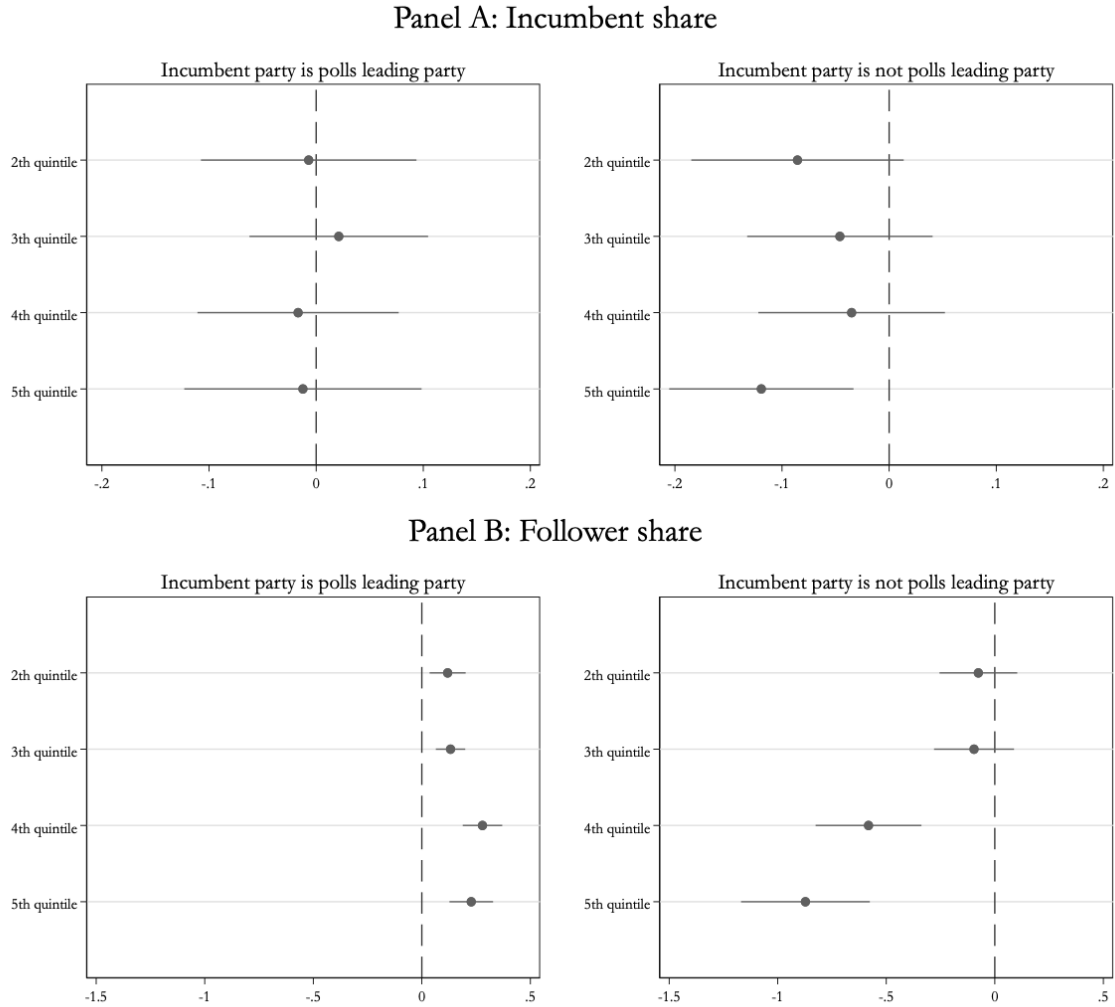 Panel A: Incumbent share
Incumbent party is polls leading party
2th quintile
3th quintile
4th quintile
5th quintile
-.2 -.1 0 .1 .2
Incumbent party is not polls leading party
2th quintile
3th quintile
4th quintile
5th quintile
-.2 -.1 0 .1 .2
Panel B: Follower share
Incumbent party is polls leading party
2th quintile
3th quintile
4th quintile
5th quintile
-1.5 -1 -.5 0 .5
Incumbent party is not polls leading party
2th quintile
3th quintile
4th quintile
5th quintile
-1.5 -1 -.5 0 .5